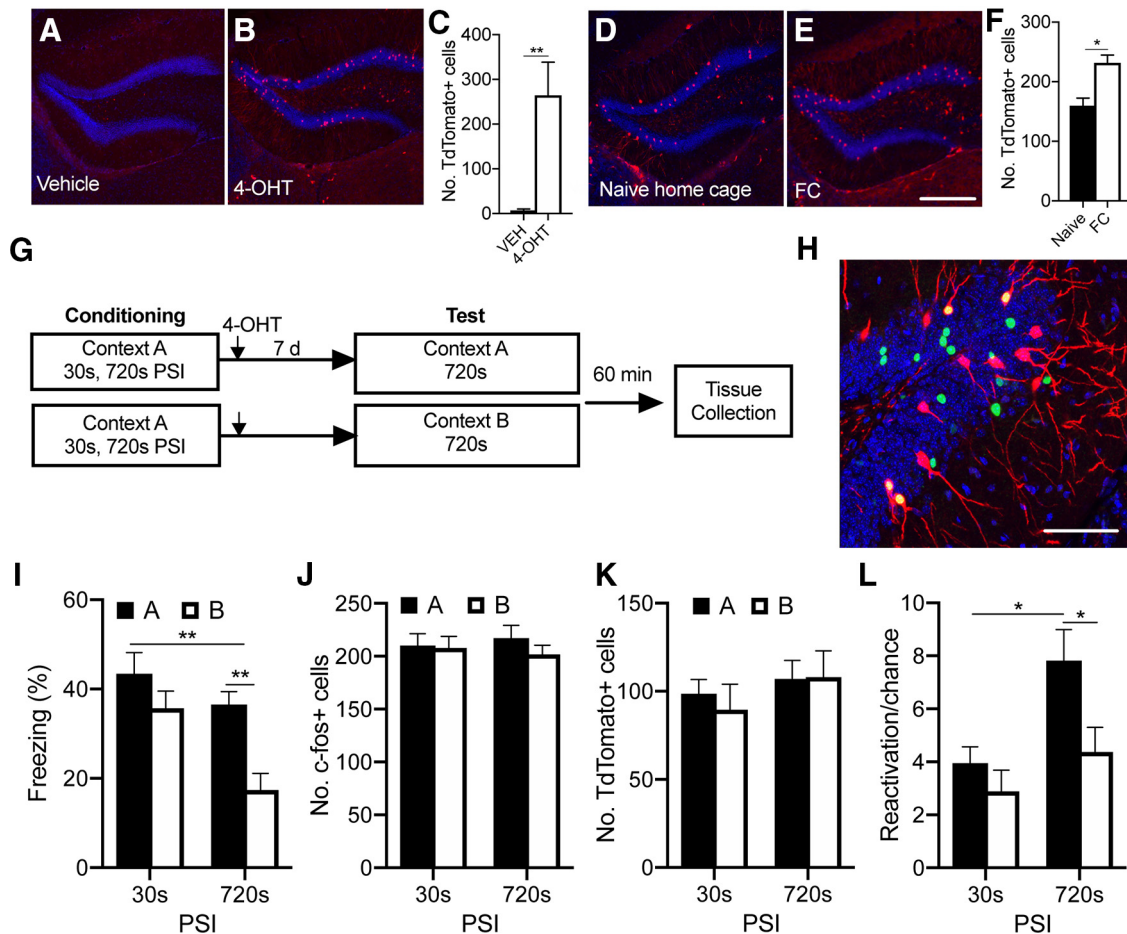 A
B
C
D
E
F
Vehicle
4-OHT
No. TdTomato+ cells
400
300
200
100
0
**
VEH
4-OHT
Naive home cage
FC
No. TdTomato+ cells
300
200
100
0
*
Naive
FC
G
H
Conditioning
Test
4-OHT
7 d
Context A
30s, 720s PSI
Context A
720s
60 min
Tissue
Collection
Context A
30s, 720s PSI
Context B
720s
I
A B
Freezing (%)
60
40
20
0
**
**
30s 720s
PSI
J
A B
No. c-fos+ cells
250
200
150
100
50
0
30s 720s
PSI
K
A B
No. TdTomato+ cells
150
100
50
0
30s 720s
PSI
L
Reactivation/chance
10
8
6
4
2
0
*
*
30s 720s
PSI